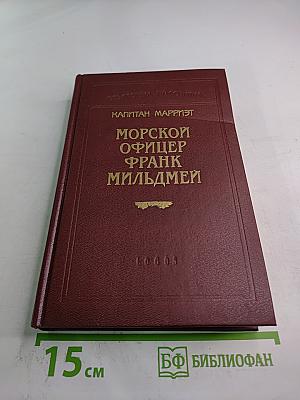 КАПИТАН МАРРИЭТ
МОРСКОЙ
ОФИЦЕР
ФРАНК
МИЛЬДМЕЙ
15 см
БФ БИБЛИОФАН